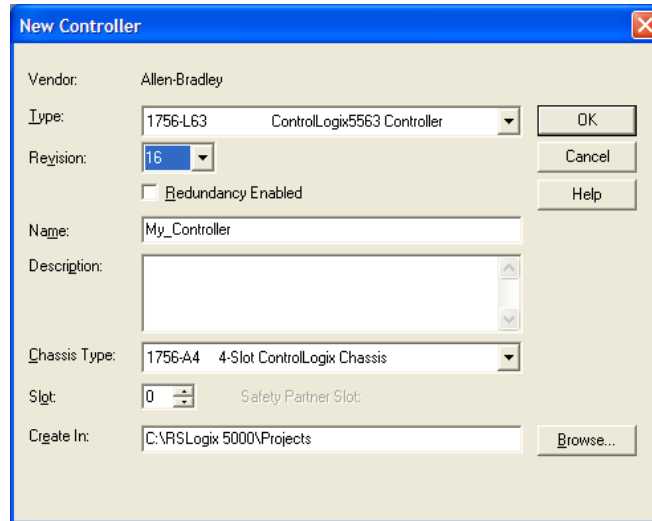 New Controller
Vendor: Allen-Bradley
Type: 1756-L63 ControlLogix5563 Controller OK
Revision: 16 Cancel
Redundancy Enabled Help
Name: My_Controller
Description:
Chassis Type: 1756-A4 4-Slot ControlLogix Chassis
Slot: 0 Safety Partner Slot:
Create In: C:\RSLogix 5000\Projects Browse...